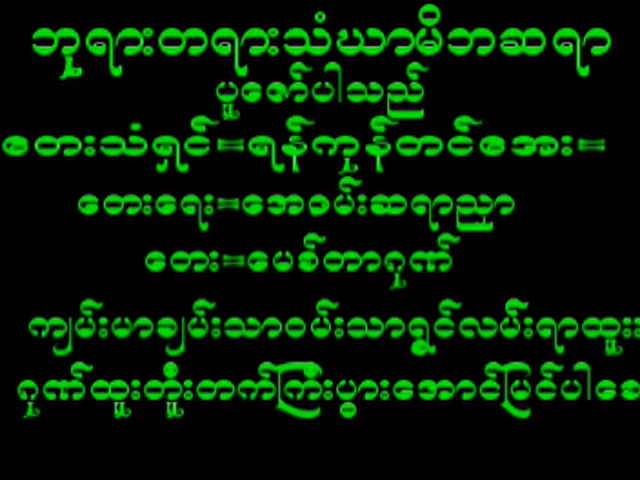 ဘုရားတရားသံဃာမိဘဆရာ
ပူဇော်ပါသည်
တေးသံရှင်=ရန်ကုန်တင်အေး=
တေးရေး=အေဝမ်းဆရာညှာ
တေး=မေစ်တာဂုဏ်
ကျမ်းမာချမ်းသာဝမ်းသာရွှင်လမ်းရာထူး
ဂုဏ်ထူးတိုးတက်ကြီးပွားအောင်မြင်ပါစေ